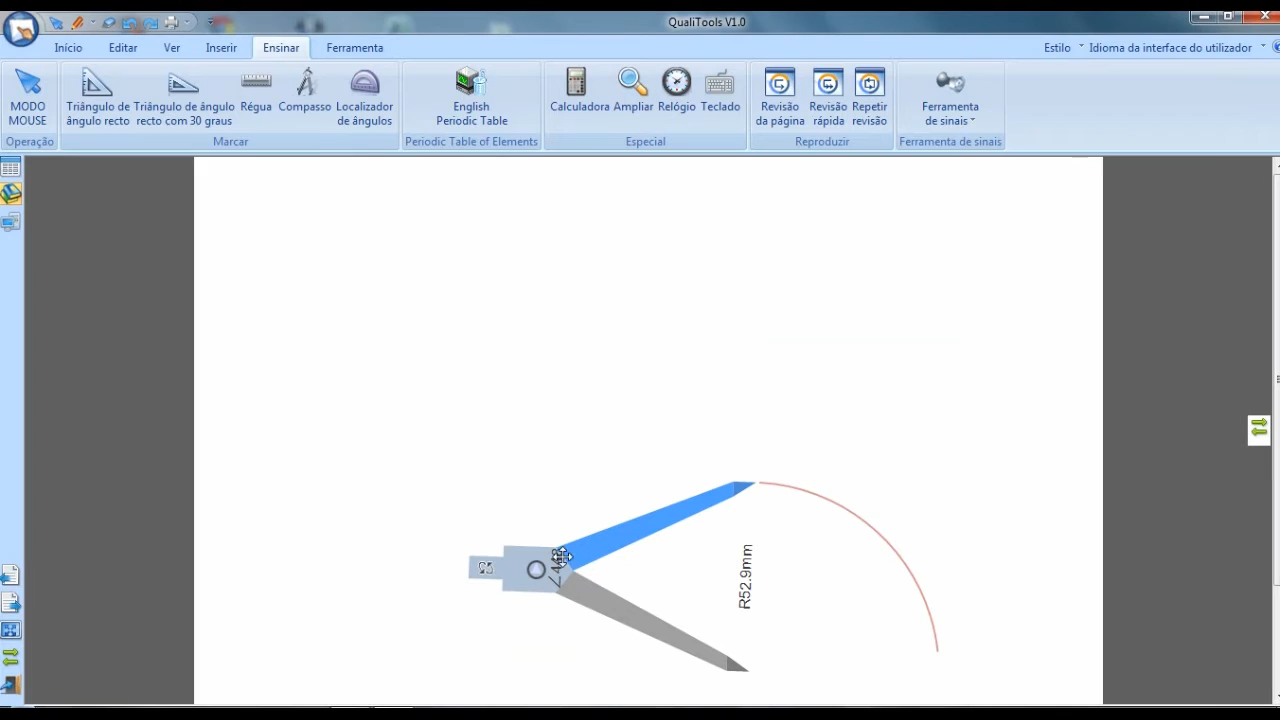 QualiTools V1.0
Início Editar Ver Inserir Ensinar Ferramenta Estilo Idioma da interface do utilizador
MODO MOUSE
Triângulo de ângulo recto
Triângulo de ângulo recto com 30 graus
Régua
Compasso
Localizador de ângulos
English Periodic Table
Calculadora
Ampliar
Relógio
Teclado
Revisão da página
Revisão rápida
Repetir revisão
Ferramenta de sinais
Operação Marcar Periodic Table of Elements Especial Reproduzir Ferramenta de sinais
R52.9mm